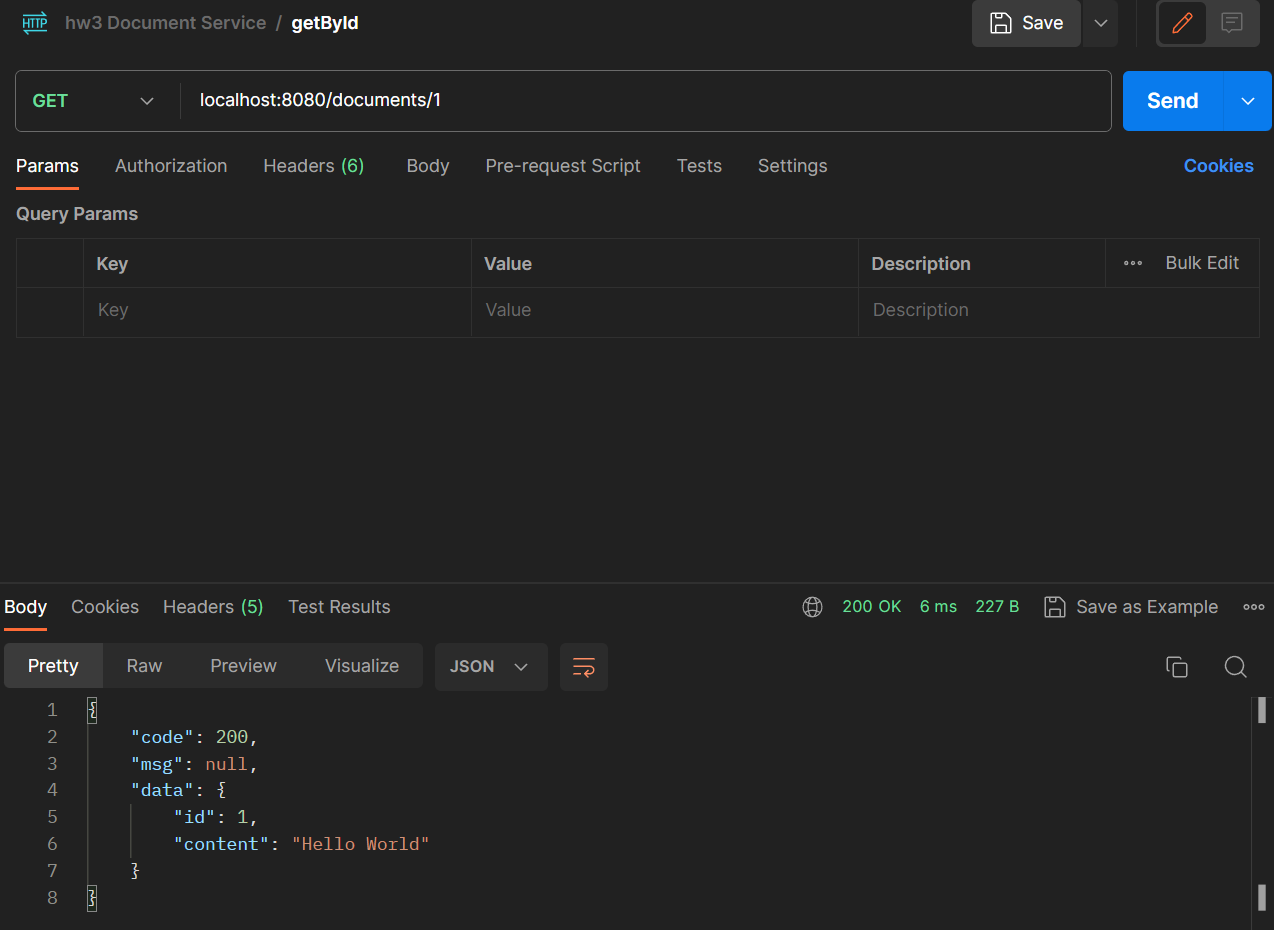 HTTP hw3 Document Service / getById Save
GET localhost:8080/documents/1 Send
Params Authorization Headers (6) Body Pre-request Script Tests Settings Cookies
Query Params
Key Value Description Bulk Edit
Key Value Description
Body Cookies Headers (5) Test Results 200 OK 6 ms 227 B Save as Example
Pretty Raw Preview Visualize JSON
1 {
2 "code": 200,
3 "msg": null,
4 "data": {
5 "id": 1,
6 "content": "Hello World"
7 }
8 }